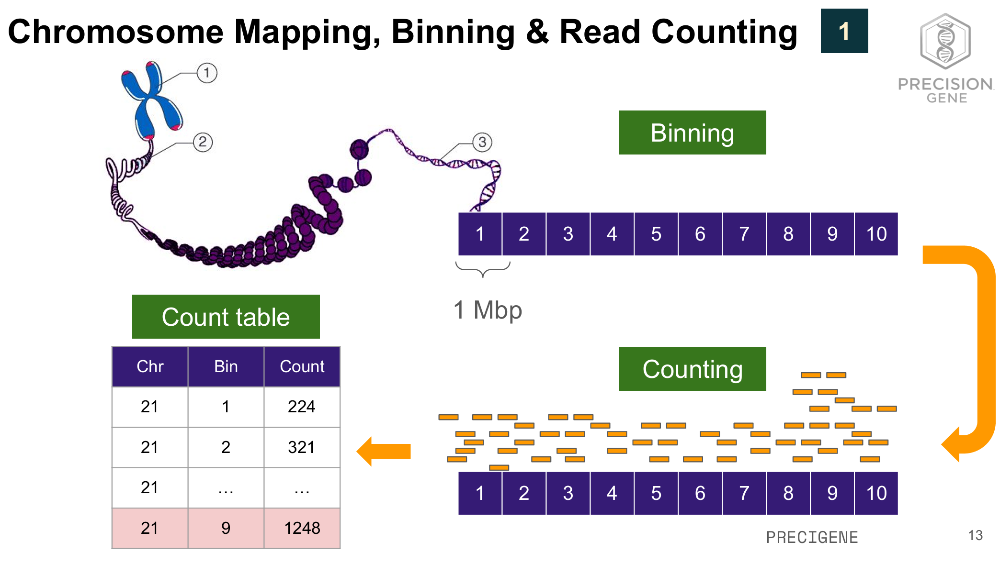 Chromosome Mapping, Binning & Read Counting
1
PRECISION
GENE
1
2
3
Binning
1 2 3 4 5 6 7 8 9 10
1 Mbp
Count table
Chr Bin Count
21 1 224
21 2 321
21 … …
21 9 1248
Counting
1 2 3 4 5 6 7 8 9 10
PRECIGENE
13